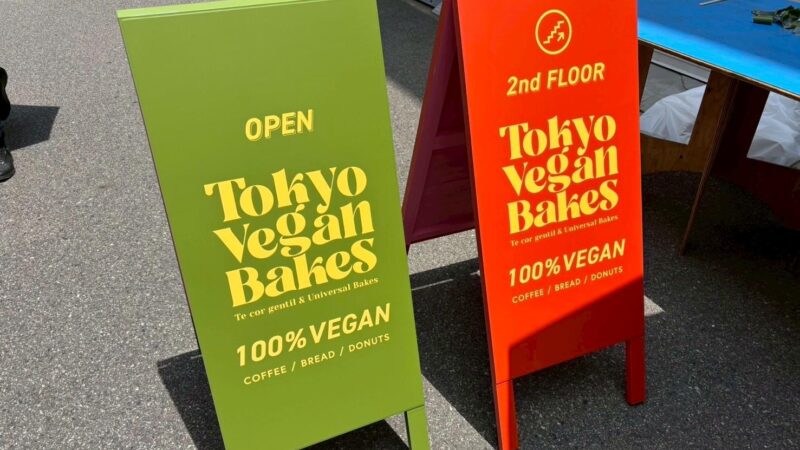 OPEN
Tokyo
Vegan
Bakes
Te cor gentil & Universal Bakes
100% VEGAN
COFFEE / BREAD / DONUTS
2nd FLOOR
Tokyo
Vegan
Bakes
Te cor gentil & Universal Bakes
100% VEGAN
COFFEE / BREAD / DONUTS